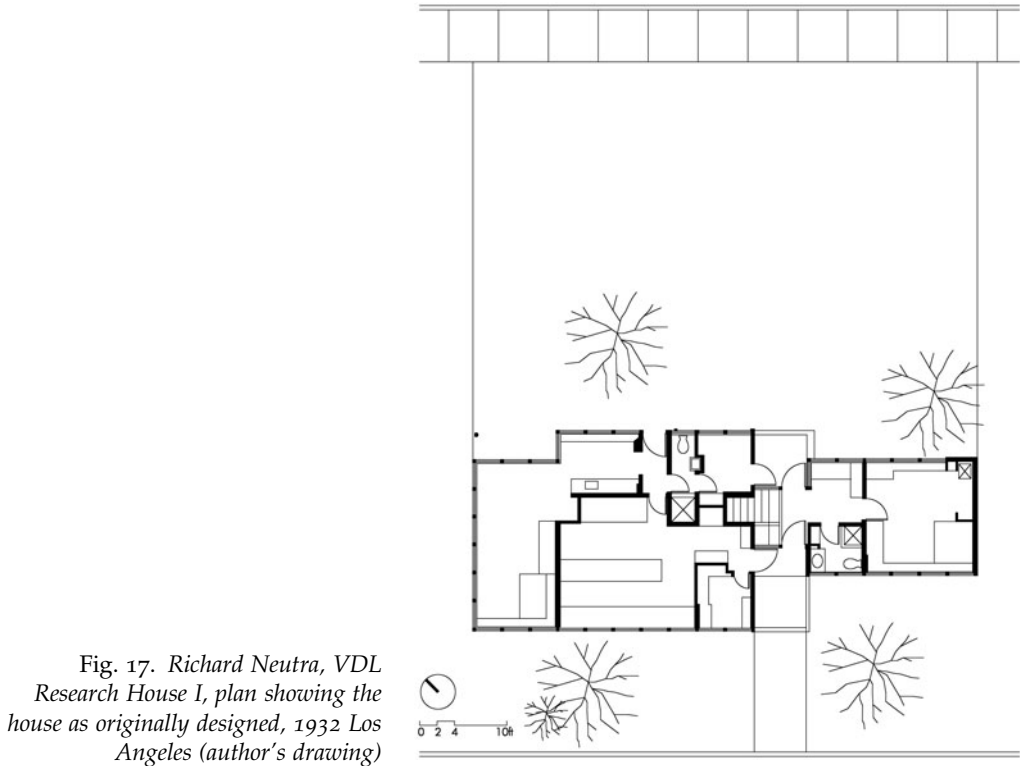 Fig. 17. Richard Neutra, VDL
Research House I, plan showing the
house as originally designed, 1932 Los
Angeles (author's drawing)
0 2 4 10ft